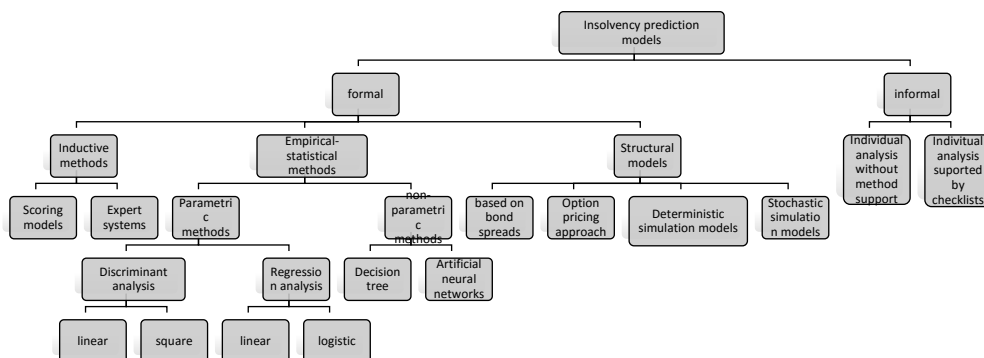 Insolvency prediction
models
formal
informal
Inductive
methods
Empirical-
statistical
methods
Structural
models
Individual
analysis
without
method
support
Indivitual
analysis
suported
by
checklists
Scoring
models
Expert
systems
Parametri
c
methods
non-
parametri
c
methods
based on
bond
spreads
Option
pricing
approach
Deterministic
simulation models
Stochastic
simulatio
n models
Discriminant
analysis
Regressio
n analysis
Decision
tree
Artificial
neural
networks
linear
square
linear
logistic